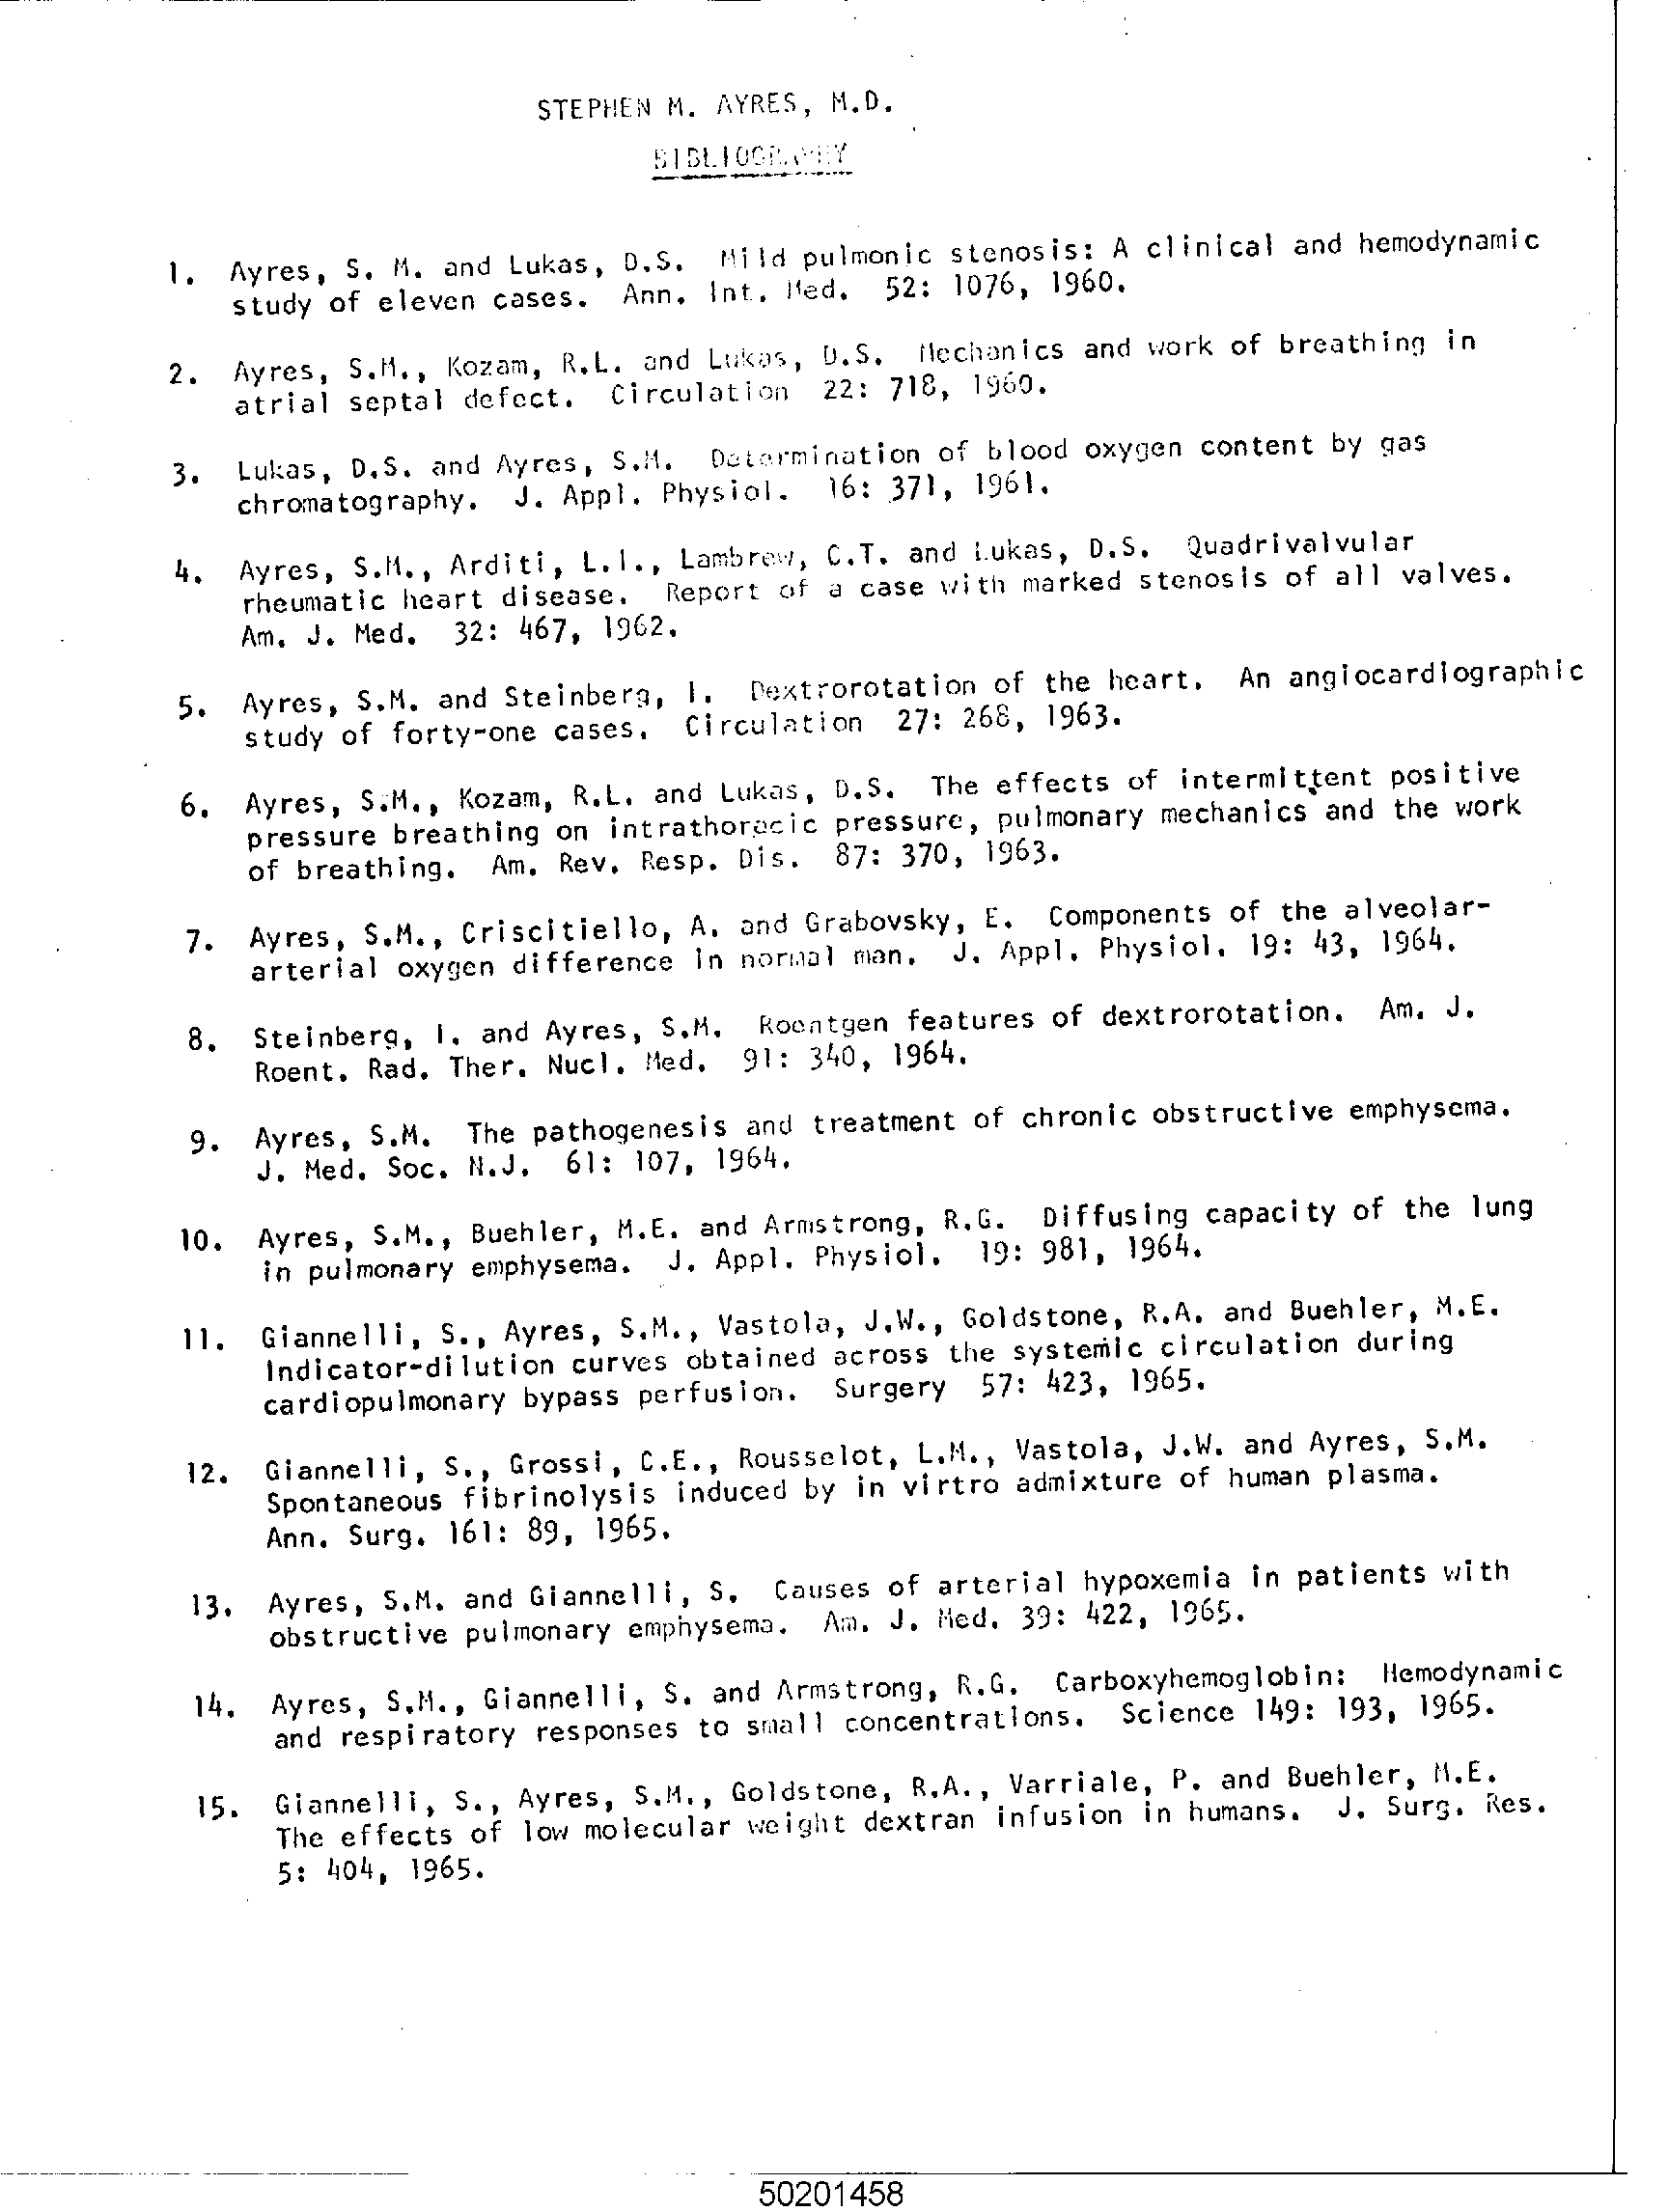 STEPHEN M. AYRES, M.D.
BIBLIOGRAPHY
1. Ayres, S. M. and Lukas, D.S. Mild pulmonic stenosis: A clinical and hemodynamic
study of eleven cases. Ann. Int. Med. 52: 1076, 1960.
2. Ayres, S.M., Kozam, R.L. and Lukas, D.S. Mechanics and work of breathing in
atrial septal defect. Circulation 22: 718, 1960.
3. Lukas, D.S. and Ayres, S.M. Determination of blood oxygen content by gas
chromatography. J. Appl. Physiol. 16: 371, 1961.
4. Ayres, S.M., Arditi, L.I., Lambrew, C.T. and Lukas, D.S. Quadrivalvular
rheumatic heart disease. Report of a case with marked stenosis of all valves.
Am. J. Med. 32: 467, 1962.
5. Ayres, S.M. and Steinberg, I. Dextrorotation of the heart. An angiocardiographic
study of forty-one cases. Circulation 27: 268, 1963.
6. Ayres, S.M., Kozam, R.L. and Lukas, D.S. The effects of intermittent positive
pressure breathing on intrathoracic pressure, pulmonary mechanics and the work
of breathing. Am. Rev. Resp. Dis. 87: 370, 1963.
7. Ayres, S.M., Criscitiello, A. and Grabovsky, E. Components of the alveolar-
arterial oxygen difference in normal man. J. Appl. Physiol. 19: 43, 1964.
8. Steinberg, I. and Ayres, S.M. Roentgen features of dextrorotation. Am. J.
Roent. Rad. Ther. Nucl. Med. 91: 340, 1964.
9. Ayres, S.M. The pathogenesis and treatment of chronic obstructive emphysema.
J. Med. Soc. N.J. 61: 107, 1964.
10. Ayres, S.M., Buehler, M.E. and Armstrong, R.G. Diffusing capacity of the lung
in pulmonary emphysema. J. Appl. Physiol. 19: 981, 1964.
11. Giannelli, S., Ayres, S.M., Vastola, J.W., Goldstone, R.A. and Buehler, M.E.
Indicator-dilution curves obtained across the systemic circulation during
cardiopulmonary bypass perfusion. Surgery 57: 423, 1965.
12. Giannelli, S., Grossi, C.E., Rousselot, L.M., Vastola, J.W. and Ayres, S.M.
Spontaneous fibrinolysis induced by in virtro admixture of human plasma.
Ann. Surg. 161: 89, 1965.
13. Ayres, S.M. and Giannelli, S. Causes of arterial hypoxemia in patients with
obstructive pulmonary emphysema. Am. J. Med. 39: 422, 1965.
14. Ayres, S.M., Giannelli, S. and Armstrong, R.G. Carboxyhemoglobin: Hemodynamic
and respiratory responses to small concentrations. Science 149: 193, 1965.
15. Giannelli, S., Ayres, S.M., Goldstone, R.A., Varriale, P. and Buehler, M.E.
The effects of low molecular weight dextran infusion in humans. J. Surg. Res.
5: 404, 1965.
50201458